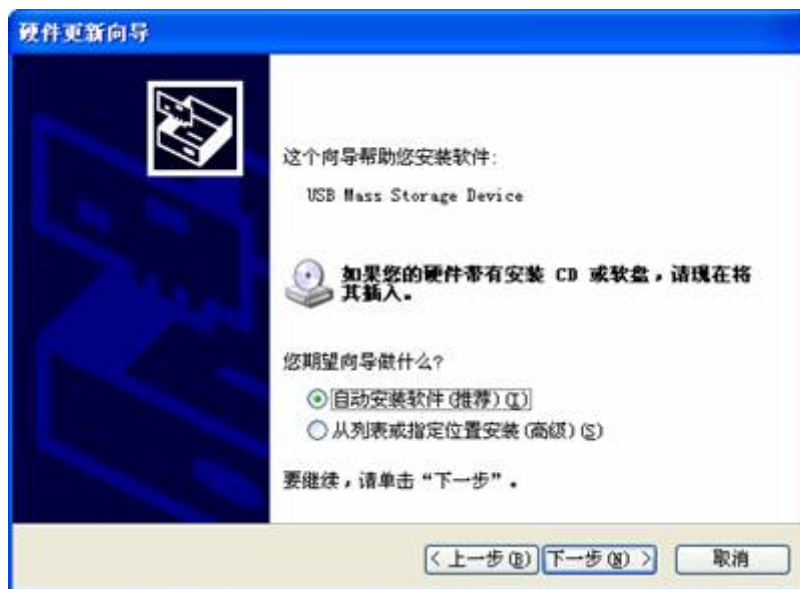 硬件更新向导
这个向导帮助您安装软件:
USB Mass Storage Device
如果您的硬件带有安装 CD 或软盘，请现在将
其插入。
您期望向导做什么?
自动安装软件(推荐)(I)
从列表或指定位置安装(高级)(S)
要继续，请单击“下一步”。
< 上一步(B) 下一步(N) > 取消